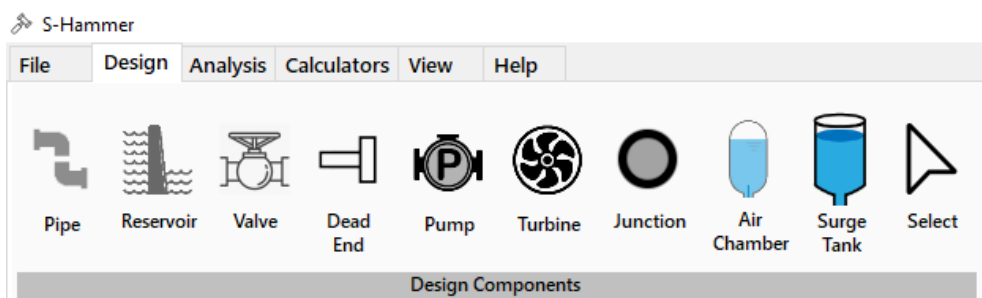 S-Hammer
File Design Analysis Calculators View Help
P
Pipe Reservoir Valve Dead End Pump Turbine Junction Air Chamber Surge Tank Select
Design Components